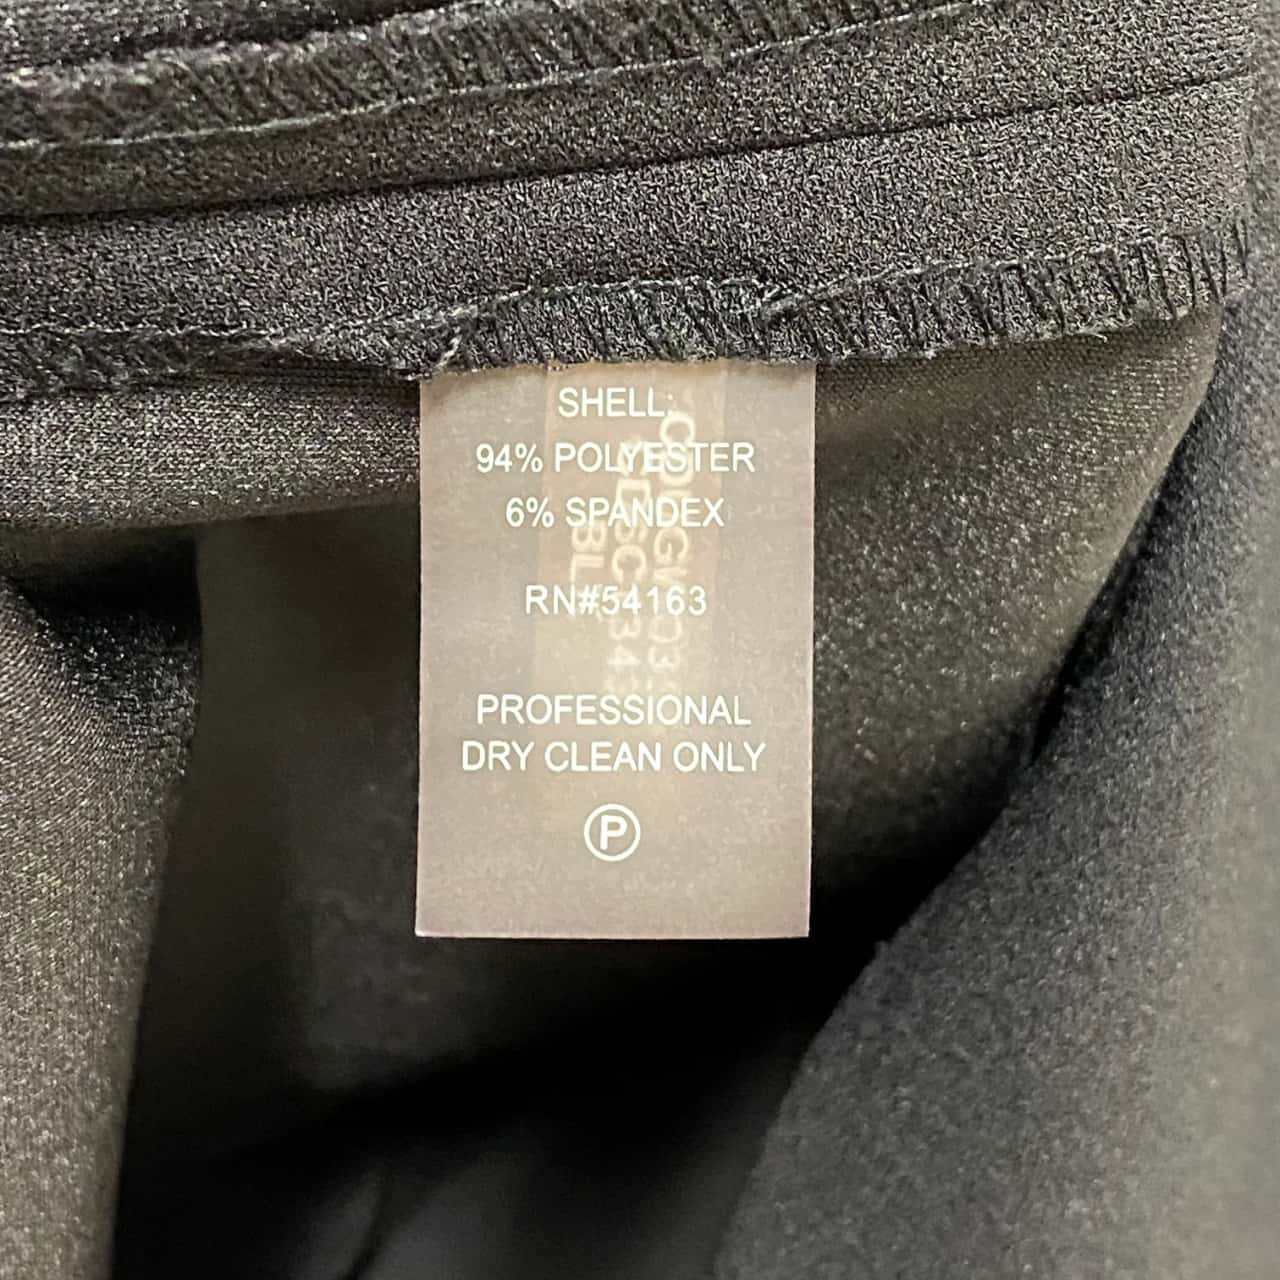 SHELL:
94% POLYESTER
6% SPANDEX
RN#54163
PROFESSIONAL
DRY CLEAN ONLY
P